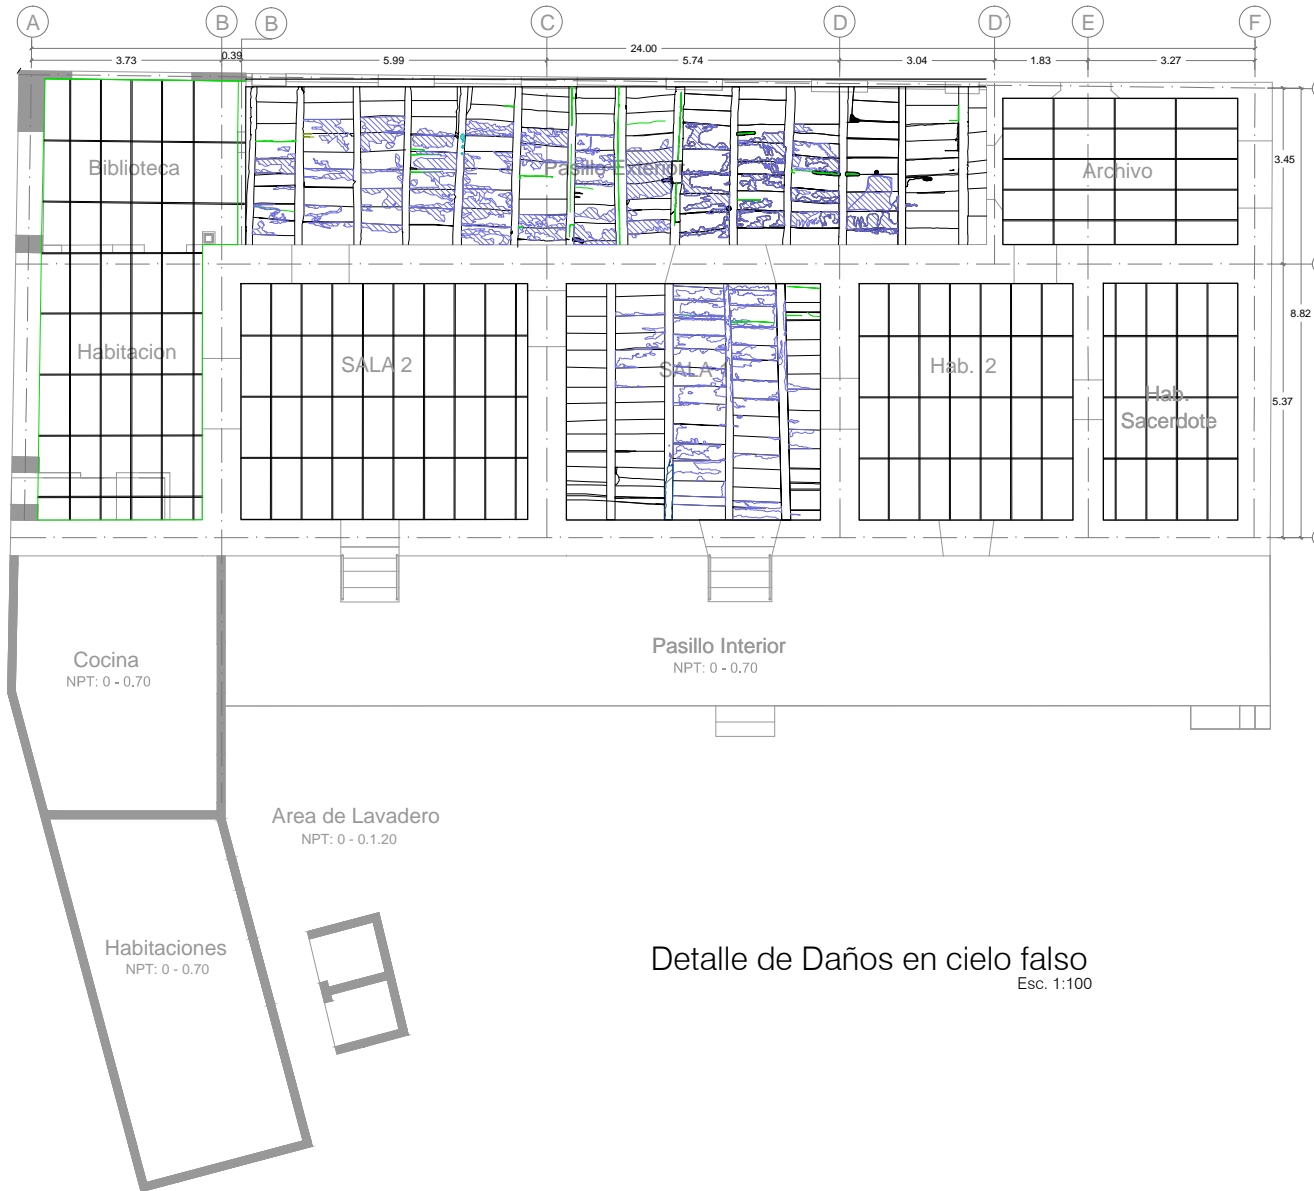 A B B C D D' E F
24.00
3.73 0.39 5.99 5.74 3.04 1.83 3.27
Biblioteca
Pasillo Exterior
Archivo
3.45
8.82
Habitacion
SALA 2
SALA 1
Hab. 2
Hab.
Sacerdote
5.37
Cocina
NPT: 0 - 0.70
Pasillo Interior
NPT: 0 - 0.70
Area de Lavadero
NPT: 0 - 0.1.20
Habitaciones
NPT: 0 - 0.70
Detalle de Daños en cielo falso
Esc. 1:100